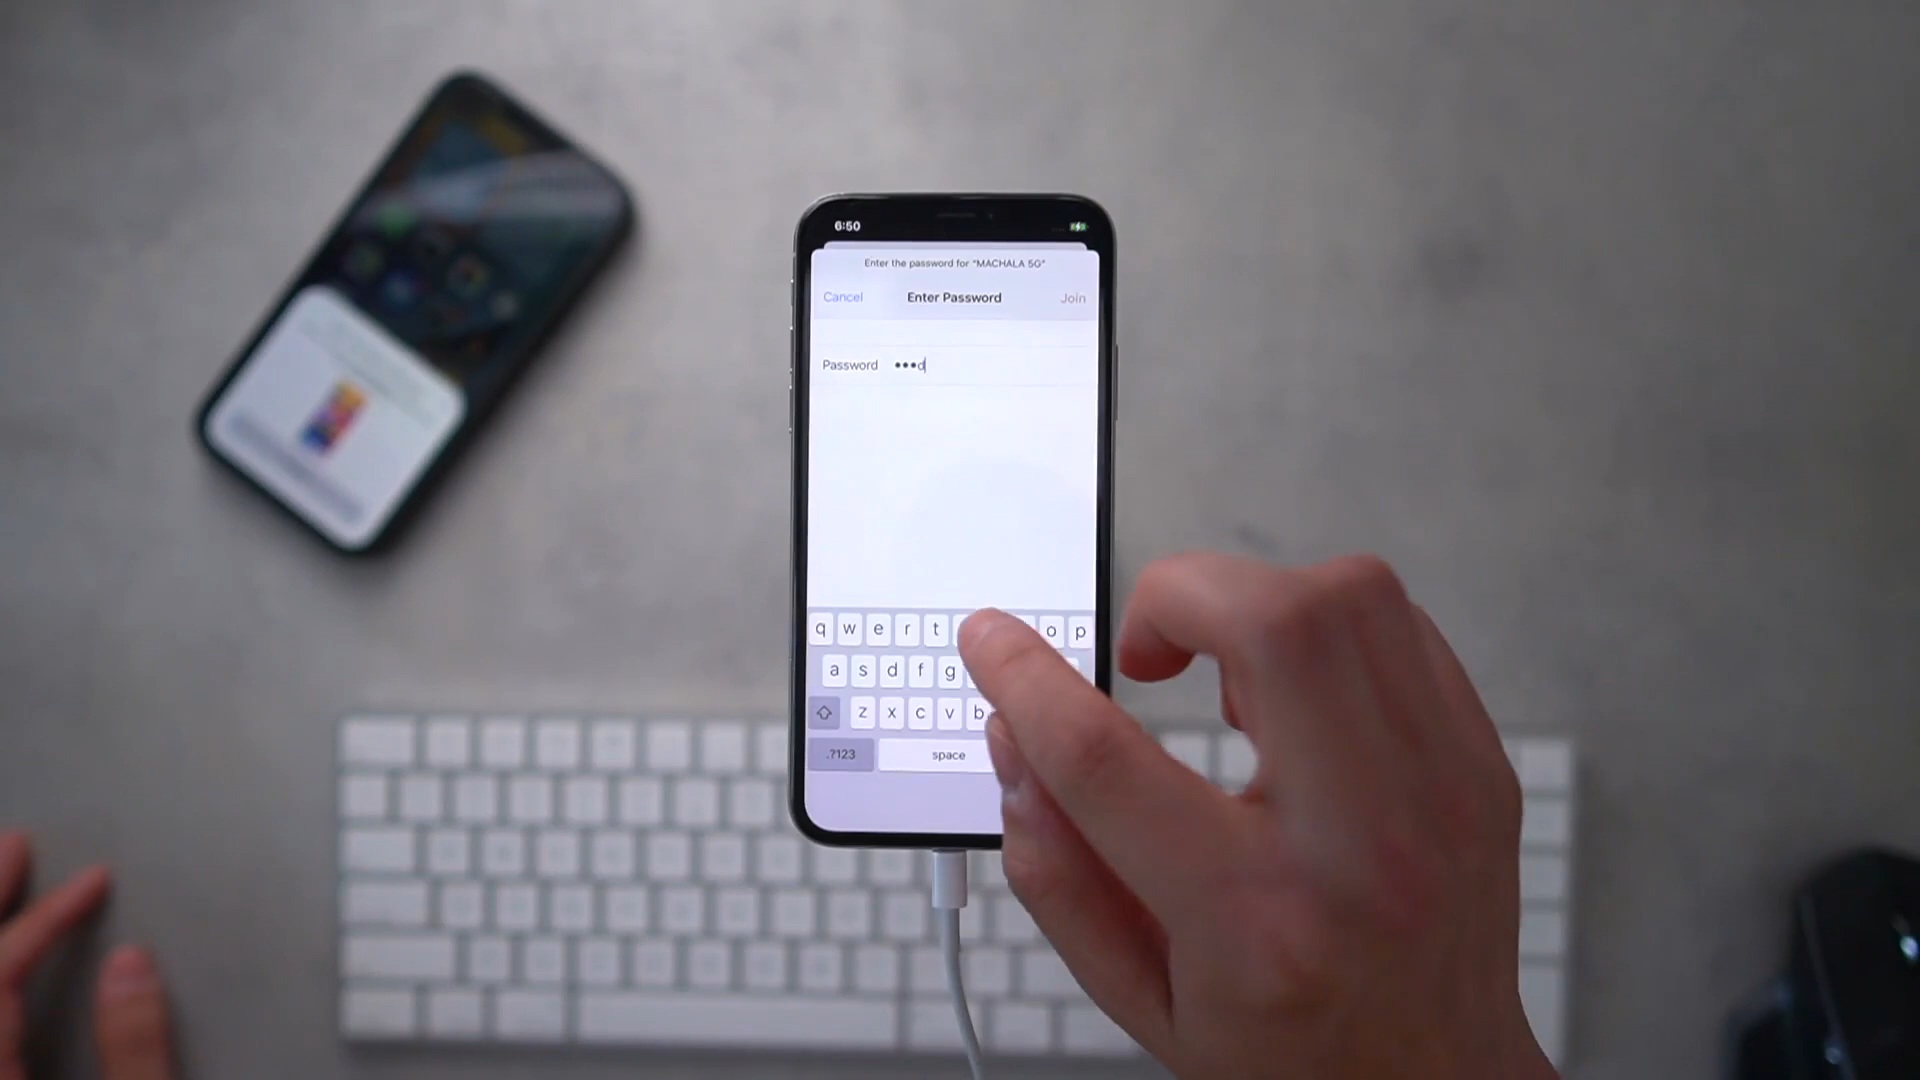 6:50
Enter the password for "MACHALA 5G"
Cancel Enter Password Join
Password •••d
q w e r t o p
a s d f g
z x c v b
.?123 space